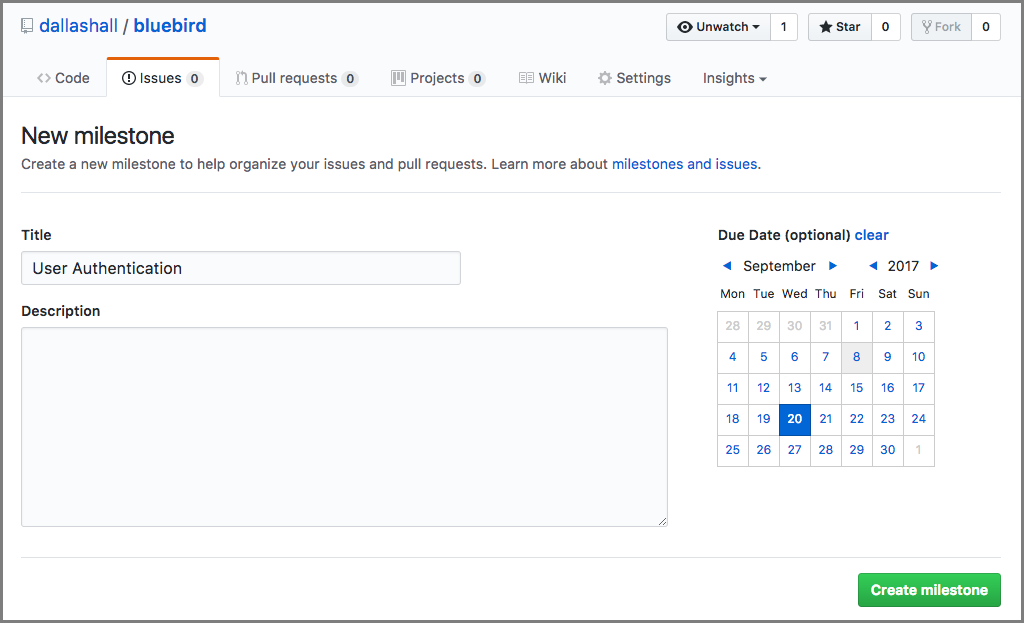 dallashall / bluebird
Unwatch 1 Star 0 Fork 0
Code Issues 0 Pull requests 0 Projects 0 Wiki Settings Insights
New milestone
Create a new milestone to help organize your issues and pull requests. Learn more about milestones and issues.
Title
User Authentication
Description
Due Date (optional) clear
September 2017
Mon Tue Wed Thu Fri Sat Sun
28 29 30 31 1 2 3
4 5 6 7 8 9 10
11 12 13 14 15 16 17
18 19 20 21 22 23 24
25 26 27 28 29 30 1
Create milestone